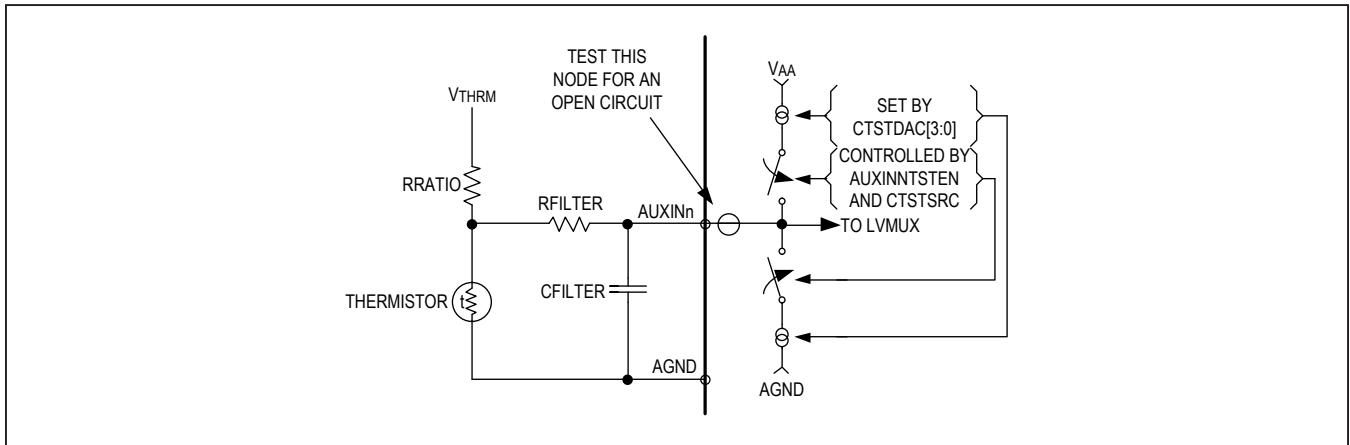 TEST THIS
NODE FOR AN
OPEN CIRCUIT
VTHRM
RRATIO
RFILTER
AUXINn
THERMISTOR
t
CFILTER
AGND
VAA
SET BY
CTSTDAC[3:0]
CONTROLLED BY
AUXINNTSTEN
AND CTSTSRC
TO LVMUX
AGND